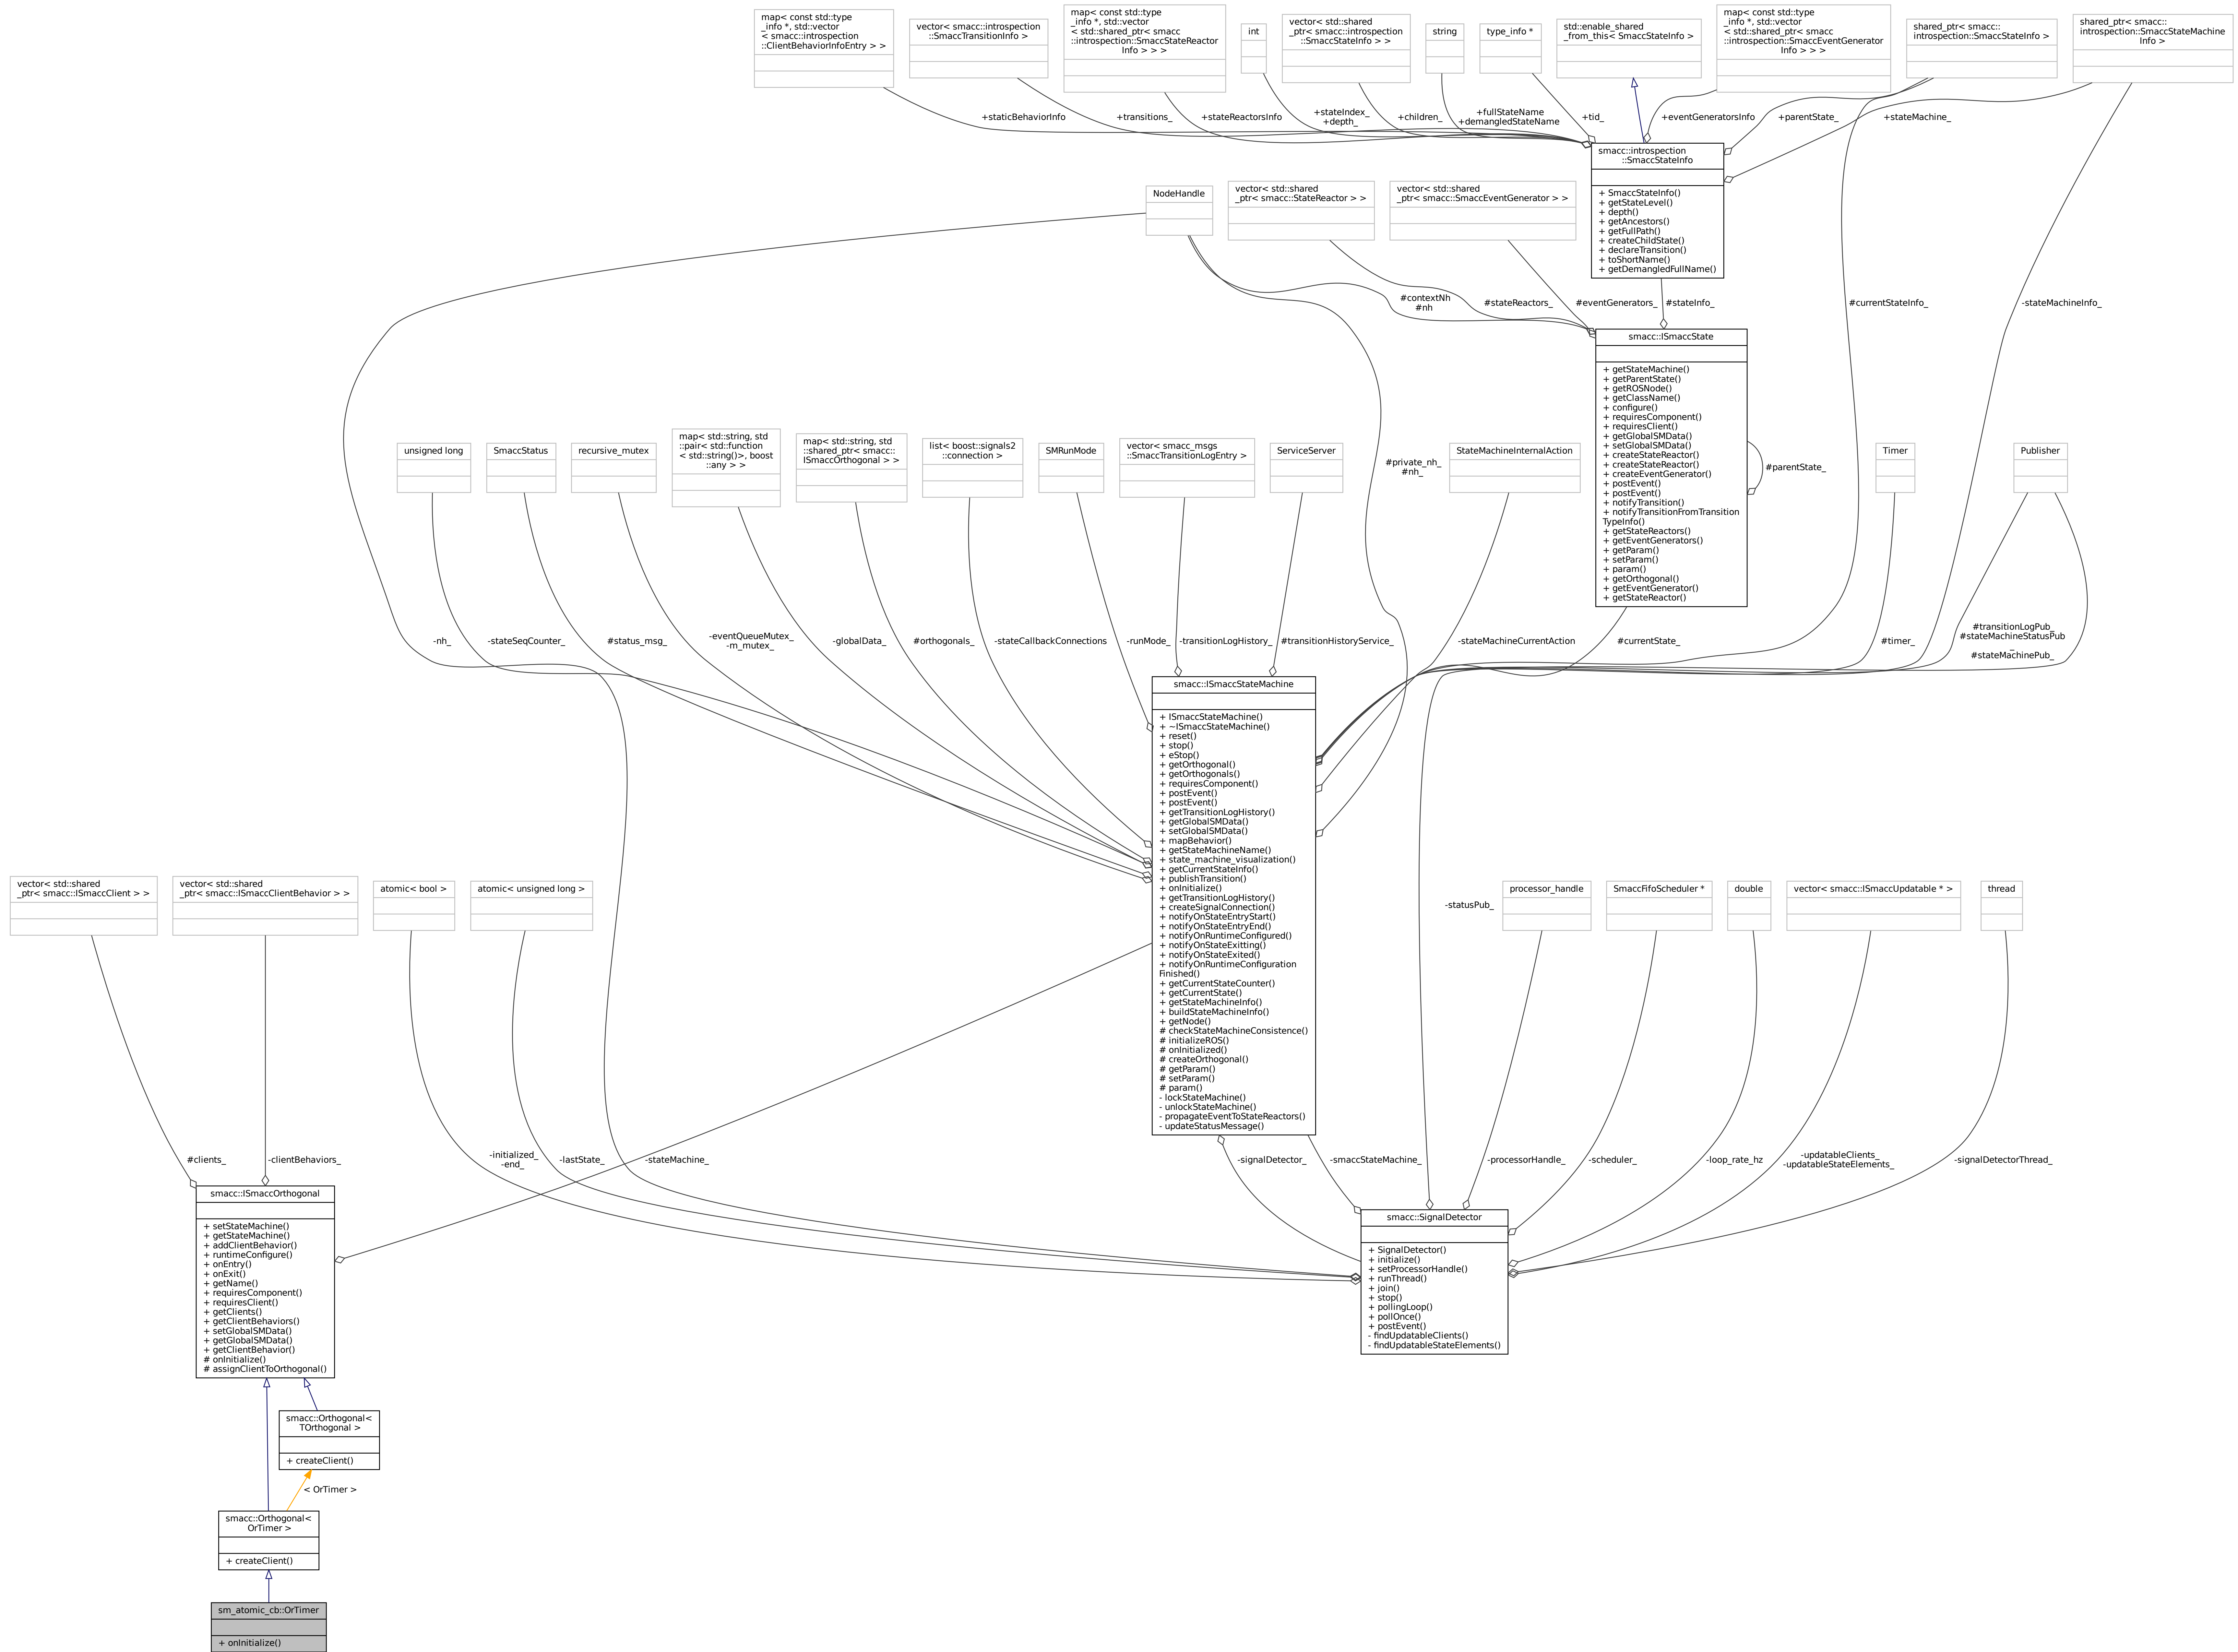 map< const std::type
_info *, std::vector
< smacc::introspection
::ClientBehaviorInfoEntry > >
vector< smacc::introspection
::SmaccTransitionInfo >
map< const std::type
_info *, std::vector
< std::shared_ptr< smacc
::introspection::SmaccStateReactor
Info > > >
int
vector< std::shared
_ptr< smacc::introspection
::SmaccStateInfo > >
string
type_info *
std::enable_shared
_from_this< SmaccStateInfo >
map< const std::type
_info *, std::vector
< std::shared_ptr< smacc
::introspection::SmaccEventGenerator
Info > > >
shared_ptr< smacc::
introspection::SmaccStateInfo >
shared_ptr< smacc::
introspection::SmaccStateMachine
Info >
+staticBehaviorInfo
+transitions_
+stateReactorsInfo
+stateIndex_
+depth_
+children_
+fullStateName
+demangledStateName
+tid_
+eventGeneratorsInfo
+parentState_
+stateMachine_
smacc::introspection
::SmaccStateInfo
+ SmaccStateInfo()
+ getStateLevel()
+ depth()
+ getAncestors()
+ getFullPath()
+ createChildState()
+ declareTransition()
+ toShortName()
+ getDemangledFullName()
NodeHandle
vector< std::shared
_ptr< smacc::StateReactor > >
vector< std::shared
_ptr< smacc::SmaccEventGenerator > >
#contextNh
#nh
#stateReactors_
#eventGenerators_
#stateInfo_
#currentStateInfo_
-stateMachineInfo_
smacc::ISmaccState
+ getStateMachine()
+ getParentState()
+ getROSNode()
+ getClassName()
+ configure()
+ requiresComponent()
+ requiresClient()
+ getGlobalSMData()
+ setGlobalSMData()
+ createStateReactor()
+ createStateReactor()
+ createEventGenerator()
+ postEvent()
+ postEvent()
+ notifyTransition()
+ notifyTransitionFromTransition
TypeInfo()
+ getStateReactors()
+ getEventGenerators()
+ getParam()
+ setParam()
+ param()
+ getOrthogonal()
+ getEventGenerator()
+ getStateReactor()
#parentState_
unsigned long
SmaccStatus
recursive_mutex
map< std::string, std
::pair< std::function
< std::string()>, boost
::any > >
map< std::string, std
::shared_ptr< smacc::
ISmaccOrthogonal > >
list< boost::signals2
::connection >
SMRunMode
vector< smacc_msgs
::SmaccTransitionLogEntry >
ServiceServer
#private_nh_
#nh_
StateMachineInternalAction
Timer
Publisher
-nh_
-stateSeqCounter_
#status_msg_
-eventQueueMutex_
-m_mutex_
-globalData_
#orthogonals_
-stateCallbackConnections
-runMode_
-transitionLogHistory_
#transitionHistoryService_
-stateMachineCurrentAction
#currentState_
#timer_
#transitionLogPub_
#stateMachineStatusPub
_
#stateMachinePub_
smacc::ISmaccStateMachine
+ ISmaccStateMachine()
+ ~ISmaccStateMachine()
+ reset()
+ stop()
+ eStop()
+ getOrthogonal()
+ getOrthogonals()
+ requiresComponent()
+ postEvent()
+ postEvent()
+ getTransitionLogHistory()
+ getGlobalSMData()
+ setGlobalSMData()
+ mapBehavior()
+ getStateMachineName()
+ state_machine_visualization()
+ getCurrentStateInfo()
+ publishTransition()
+ onInitialize()
+ getTransitionLogHistory()
+ createSignalConnection()
+ notifyOnStateEntryStart()
+ notifyOnStateEntryEnd()
+ notifyOnRuntimeConfigured()
+ notifyOnStateExitting()
+ notifyOnStateExited()
+ notifyOnRuntimeConfiguration
Finished()
+ getCurrentStateCounter()
+ getCurrentState()
+ getStateMachineInfo()
+ buildStateMachineInfo()
+ getNode()
# checkStateMachineConsistence()
# initializeROS()
# onInitialized()
# createOrthogonal()
# getParam()
# setParam()
# param()
- lockStateMachine()
- unlockStateMachine()
- propagateEventToStateReactors()
- updateStatusMessage()
vector< std::shared
_ptr< smacc::ISmaccClient > >
vector< std::shared
_ptr< smacc::ISmaccClientBehavior > >
atomic< bool >
atomic< unsigned long >
-statusPub_
processor_handle
SmaccFifoScheduler *
double
vector< smacc::ISmaccUpdatable * >
thread
#clients_
-clientBehaviors_
-initialized_
-end_
-lastState_
-stateMachine_
-signalDetector_
-smaccStateMachine_
-processorHandle_
-scheduler_
-loop_rate_hz
-updatableClients_
-updatableStateElements_
-signalDetectorThread_
smacc::ISmaccOrthogonal
+ setStateMachine()
+ getStateMachine()
+ addClientBehavior()
+ runtimeConfigure()
+ onEntry()
+ onExit()
+ getName()
+ requiresComponent()
+ requiresClient()
+ getClients()
+ getClientBehaviors()
+ setGlobalSMData()
+ getGlobalSMData()
+ getClientBehavior()
# onInitialize()
# assignClientToOrthogonal()
smacc::SignalDetector
+ SignalDetector()
+ initialize()
+ setProcessorHandle()
+ runThread()
+ join()
+ stop()
+ pollingLoop()
+ pollOnce()
+ postEvent()
- findUpdatableClients()
- findUpdatableStateElements()
smacc::Orthogonal<
TOrthogonal >
+ createClient()
< OrTimer >
smacc::Orthogonal<
OrTimer >
+ createClient()
sm_atomic_cb::OrTimer
+ onInitialize()